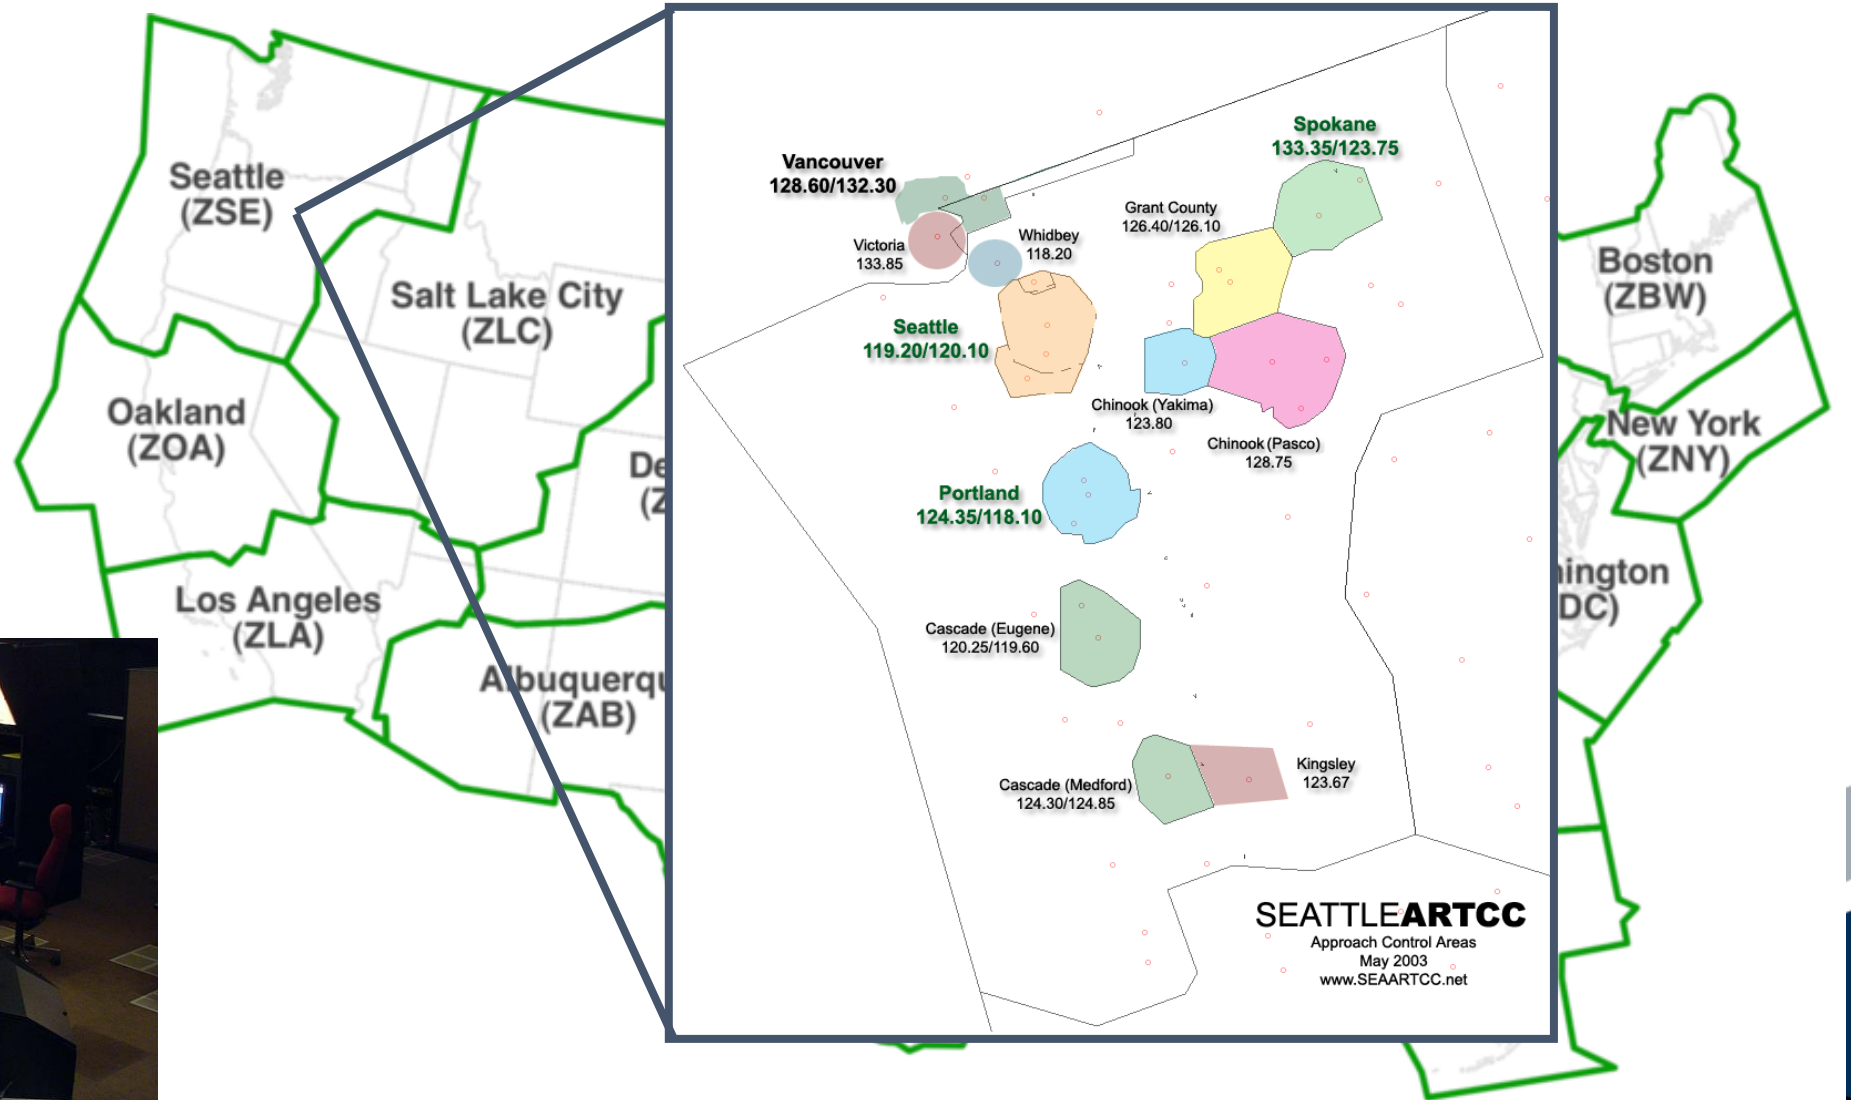 Seattle
(ZSE)
Salt Lake City
(ZLC)
Oakland
(ZOA)
Los Angeles
(ZLA)
(ZAB)
Vancouver
128.60/132.30
Victoria
133.85
Whidbey
118.20
Seattle
119.20/120.10
Spokane
133.35/123.75
Grant County
126.40/126.10
Chinook (Yakima)
123.80
Chinook (Pasco)
128.75
Portland
124.35/118.10
Cascade (Eugene)
120.25/119.60
Cascade (Medford)
124.30/124.85
Kingsley
123.67
SEATTLEARTCC
Approach Control Areas
May 2003
www.SEAARTCC.net
Boston
(ZBW)
New York
(ZNY)